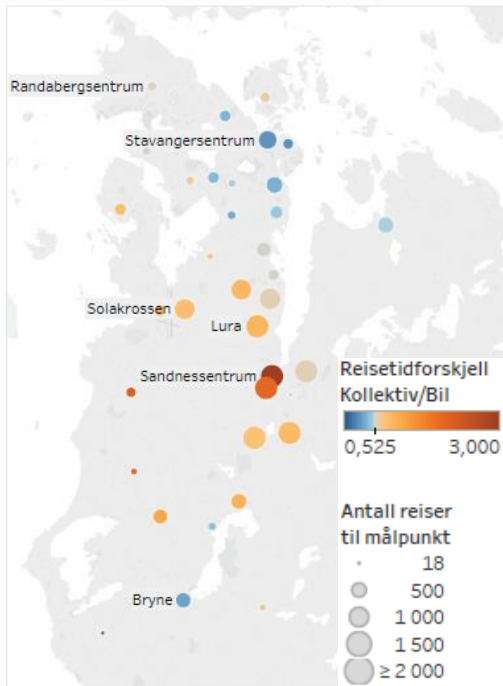 Randabergsentrum
Stavangersentrum
Solakrossen
Lura
Sandnessentrum
Reisetidforskjell
Kollektiv/Bil
0,525 3,000
Antall reiser
til målpunkt
18
500
1 000
1 500
≥ 2 000
Bryne